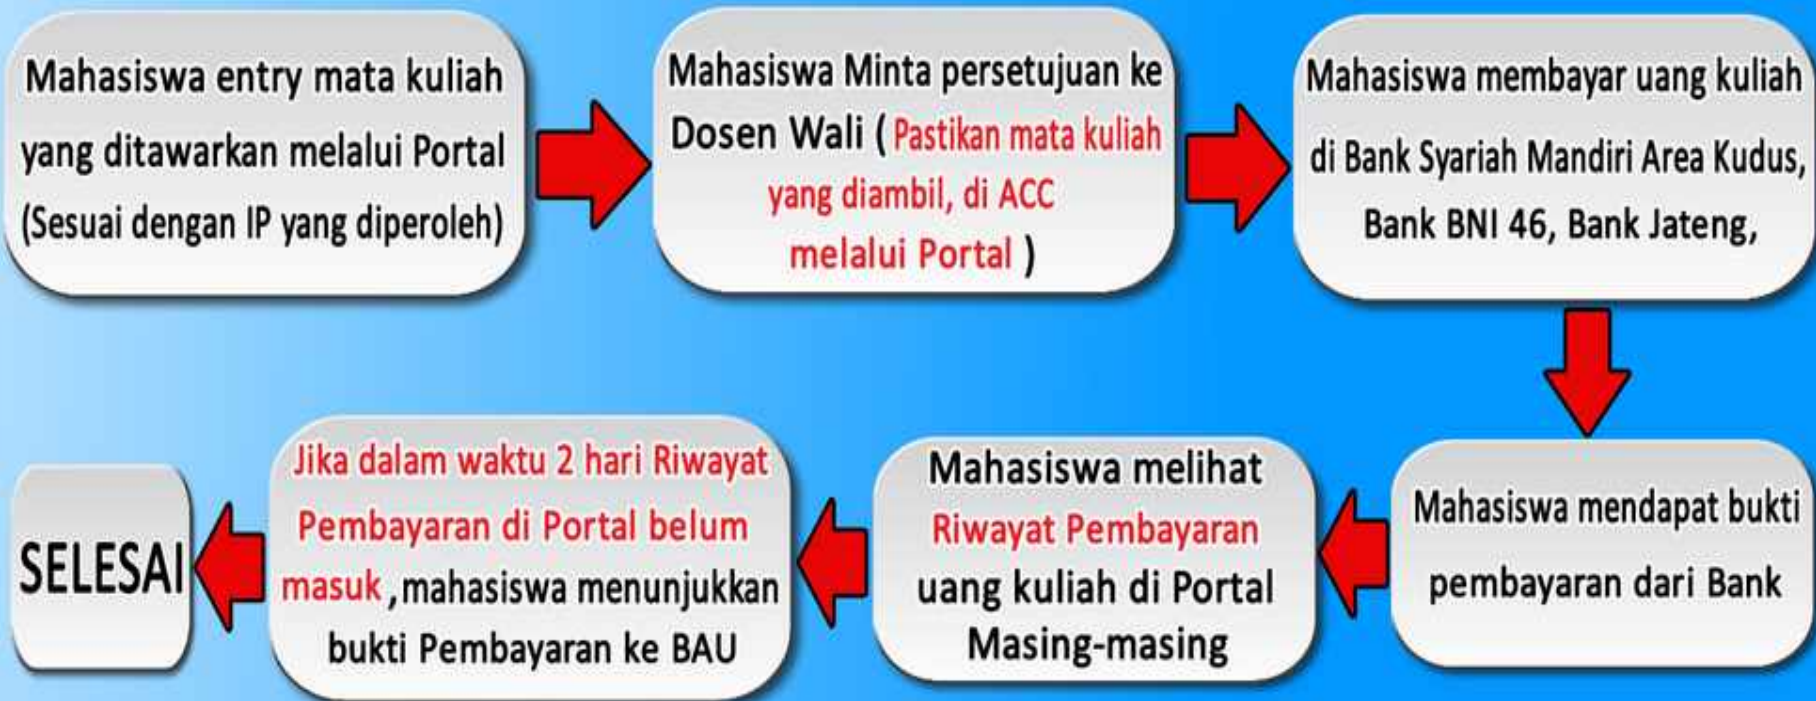 Mahasiswa entry mata kuliah
yang ditawarkan melalui Portal
(Sesuai dengan IP yang diperoleh)
Mahasiswa Minta persetujuan ke
Dosen Wali ( Pastikan mata kuliah
yang diambil, di ACC
melalui Portal )
Mahasiswa membayar uang kuliah
di Bank Syariah Mandiri Area Kudus,
Bank BNI 46, Bank Jateng,
Mahasiswa mendapat bukti
pembayaran dari Bank
Mahasiswa melihat
Riwayat Pembayaran
uang kuliah di Portal
Masing-masing
Jika dalam waktu 2 hari Riwayat
Pembayaran di Portal belum
masuk ,mahasiswa menunjukkan
bukti Pembayaran ke BAU
SELESAI